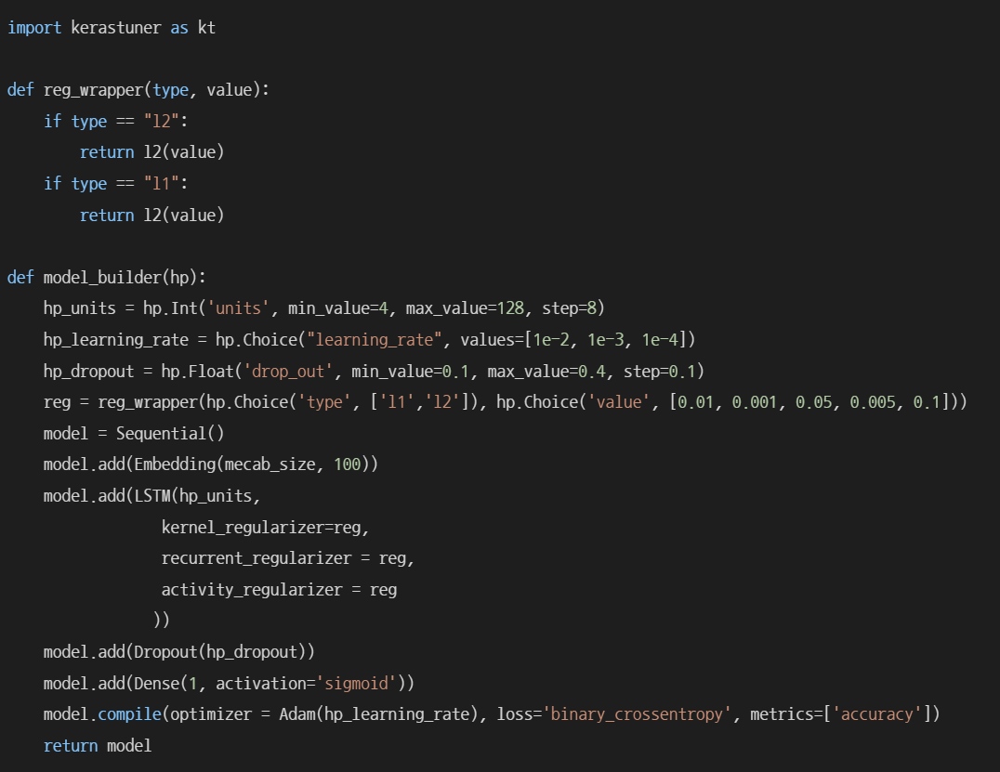 import kerastuner as kt
def reg_wrapper(type, value):
    if type == "l2":
        return l2(value)
    if type == "l1":
        return l2(value)
def model_builder(hp):
    hp_units = hp.Int('units', min_value=4, max_value=128, step=8)
    hp_learning_rate = hp.Choice("learning_rate", values=[1e-2, 1e-3, 1e-4])
    hp_dropout = hp.Float('drop_out', min_value=0.1, max_value=0.4, step=0.1)
    reg = reg_wrapper(hp.Choice('type', ['l1','l2']), hp.Choice('value', [0.01, 0.001, 0.05, 0.005, 0.1]))
    model = Sequential()
    model.add(Embedding(mecab_size, 100))
    model.add(LSTM(hp_units,
                 kernel_regularizer=reg,
                 recurrent_regularizer = reg,
                 activity_regularizer = reg
                ))
    model.add(Dropout(hp_dropout))
    model.add(Dense(1, activation='sigmoid'))
    model.compile(optimizer = Adam(hp_learning_rate), loss='binary_crossentropy', metrics=['accuracy'])
    return model